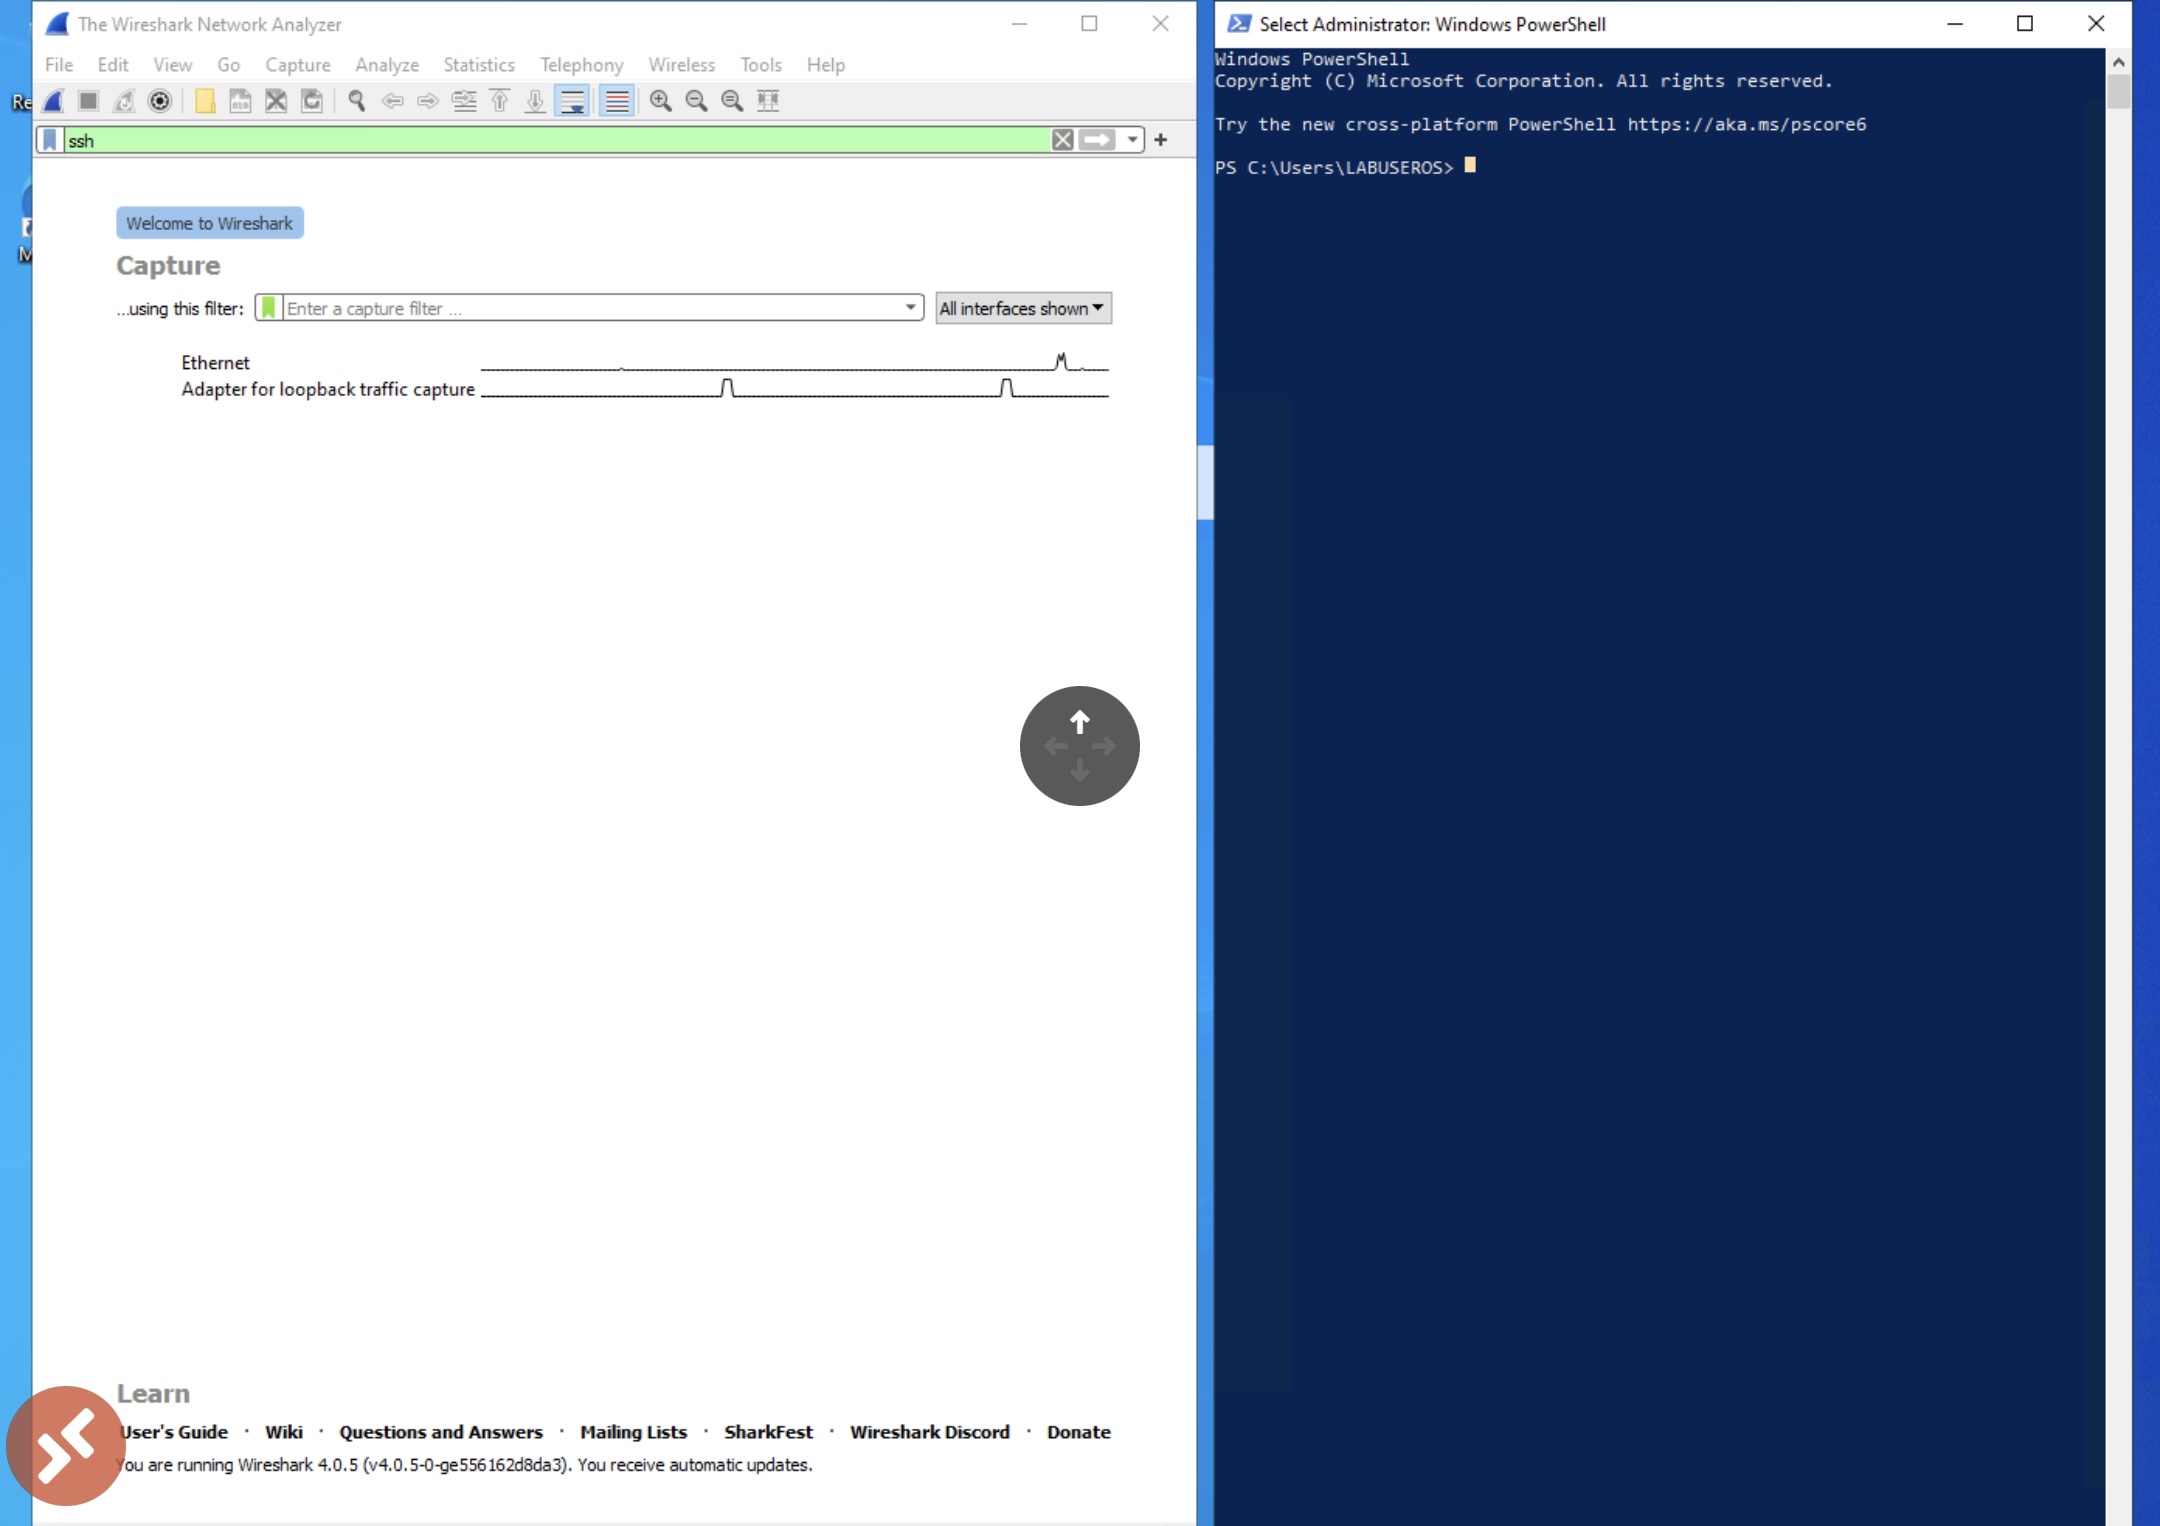 The Wireshark Network Analyzer
File Edit View Go Capture Analyze Statistics Telephony Wireless Tools Help
ssh
Welcome to Wireshark
Capture
...using this filter: Enter a capture filter ... All interfaces shown
Ethernet
Adapter for loopback traffic capture
Learn
User's Guide · Wiki · Questions and Answers · Mailing Lists · SharkFest · Wireshark Discord · Donate
You are running Wireshark 4.0.5 (v4.0.5-0-ge556162d8da3). You receive automatic updates.
Select Administrator: Windows PowerShell
Windows PowerShell
Copyright (C) Microsoft Corporation. All rights reserved.
Try the new cross-platform PowerShell https://aka.ms/pscore6
PS C:\Users\LABUSEROS>
Re
M